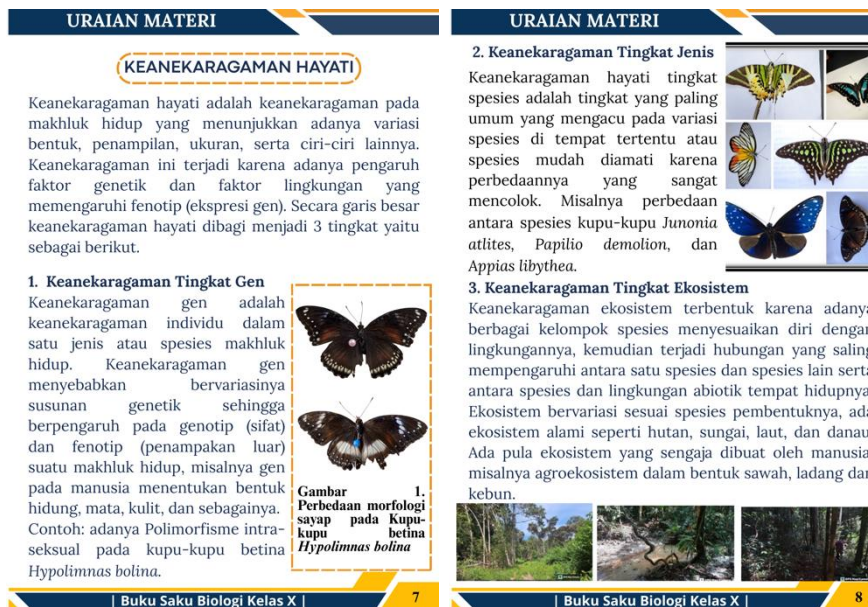 URAIAN MATERI
KEANEKARAGAMAN HAYATI
Keanekaragaman hayati adalah keanekaragaman pada
makhluk hidup yang menunjukkan adanya variasi
bentuk, penampilan, ukuran, serta ciri-ciri lainnya.
Keanekaragaman ini terjadi karena adanya pengaruh
faktor genetik dan faktor lingkungan yang
memengaruhi fenotip (ekspresi gen). Secara garis besar
keanekaragaman hayati dibagi menjadi 3 tingkat yaitu
sebagai berikut.
1. Keanekaragaman Tingkat Gen
Keanekaragaman gen adalah
keanekaragaman individu dalam
satu jenis atau spesies makhluk
hidup. Keanekaragaman gen
menyebabkan bervariasinya
susunan genetik sehingga
berpengaruh pada genotip (sifat)
dan fenotip (penampakan luar)
suatu makhluk hidup, misalnya gen
pada manusia menentukan bentuk
hidung, mata, kulit, dan sebagainya.
Contoh: adanya Polimorfisme intra-
seksual pada kupu-kupu betina
Hypolimnas bolina.
Gambar 1.
Perbedaan morfologi
sayap pada Kupu-
kupu betina
Hypolimnas bolina
| Buku Saku Biologi Kelas X |
7
URAIAN MATERI
2. Keanekaragaman Tingkat Jenis
Keanekaragaman hayati tingkat
spesies adalah tingkat yang paling
umum yang mengacu pada variasi
spesies di tempat tertentu atau
spesies mudah diamati karena
perbedaannya yang sangat
mencolok. Misalnya perbedaan
antara spesies kupu-kupu Junonia
atlites, Papilio demolion, dan
Appias libythea.
3. Keanekaragaman Tingkat Ekosistem
Keanekaragaman ekosistem terbentuk karena adanya
berbagai kelompok spesies menyesuaikan diri dengan
lingkungannya, kemudian terjadi hubungan yang saling
mempengaruhi antara satu spesies dan spesies lain serta
antara spesies dan lingkungan abiotik tempat hidupnya.
Ekosistem bervariasi sesuai spesies pembentuknya, ada
ekosistem alami seperti hutan, sungai, laut, dan danau.
Ada pula ekosistem yang sengaja dibuat oleh manusia,
misalnya agroekosistem dalam bentuk sawah, ladang dan
kebun.
| Buku Saku Biologi Kelas X |
8